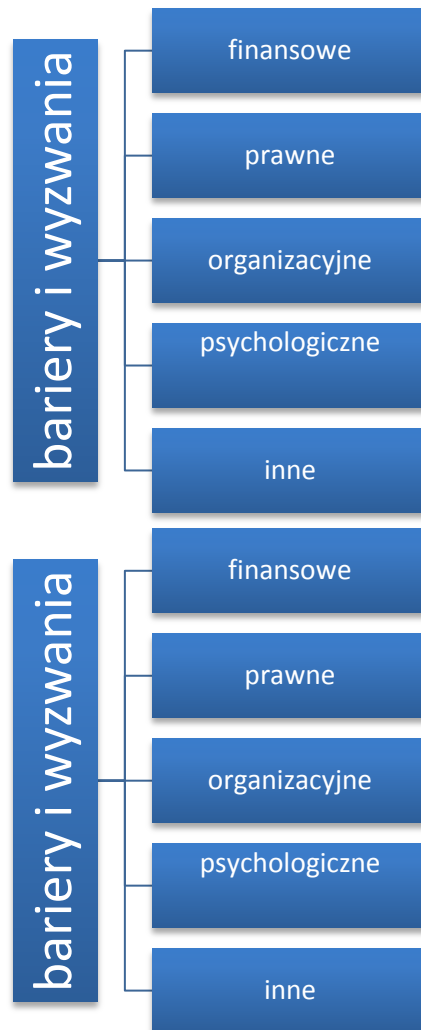 bariery i wyzwania
finansowe
prawne
organizacyjne
psychologiczne
inne
bariery i wyzwania
finansowe
prawne
organizacyjne
psychologiczne
inne